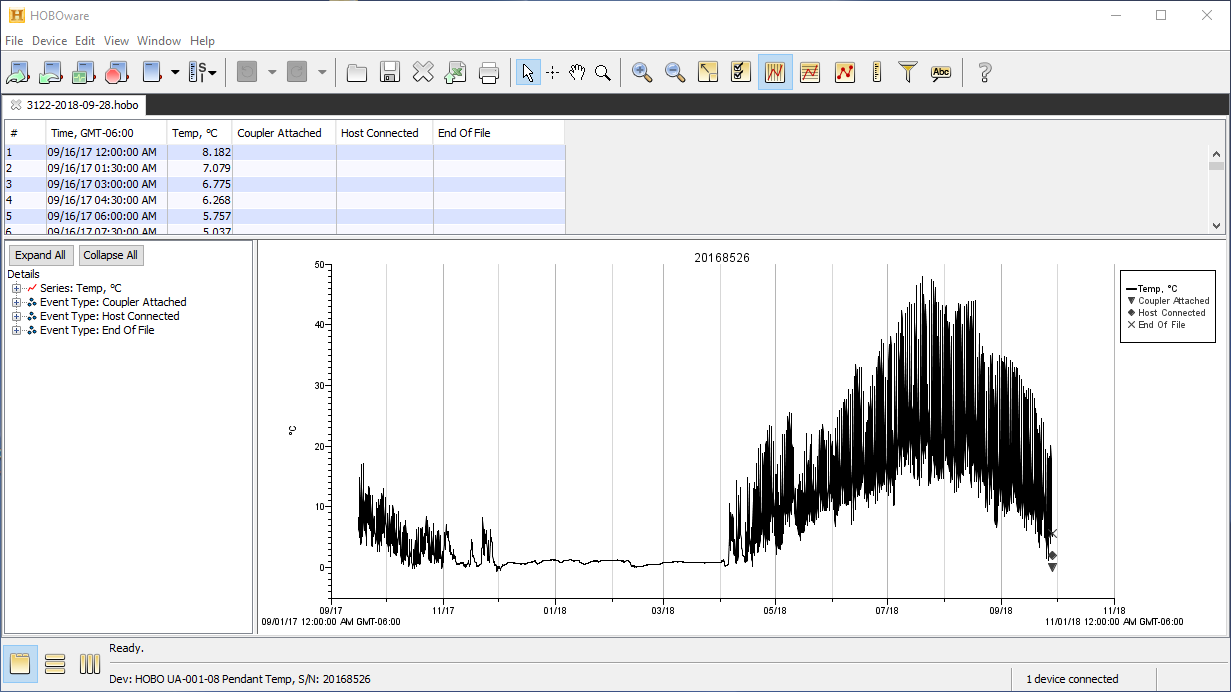 HOBOware
File Device Edit View Window Help
S
I
Abc
?
3122-2018-09-28.hobo
# Time, GMT-06:00 Temp, °C Coupler Attached Host Connected End Of File
1 09/16/17 12:00:00 AM 8.182
2 09/16/17 01:30:00 AM 7.079
3 09/16/17 03:00:00 AM 6.775
4 09/16/17 04:30:00 AM 6.268
5 09/16/17 06:00:00 AM 5.757
6 09/16/17 07:30:00 AM 5.037
Expand All Collapse All
Details
Series: Temp, °C
Event Type: Coupler Attached
Event Type: Host Connected
Event Type: End Of File
20168526
50
40
30
20
10
0
°C
Temp, °C
Coupler Attached
Host Connected
End Of File
09/17 11/17 01/18 03/18 05/18 07/18 09/18 11/18
09/01/17 12:00:00 AM GMT-06:00 11/01/18 12:00:00 AM GMT-06:00
Ready.
Dev: HOBO UA-001-08 Pendant Temp, S/N: 20168526 1 device connected